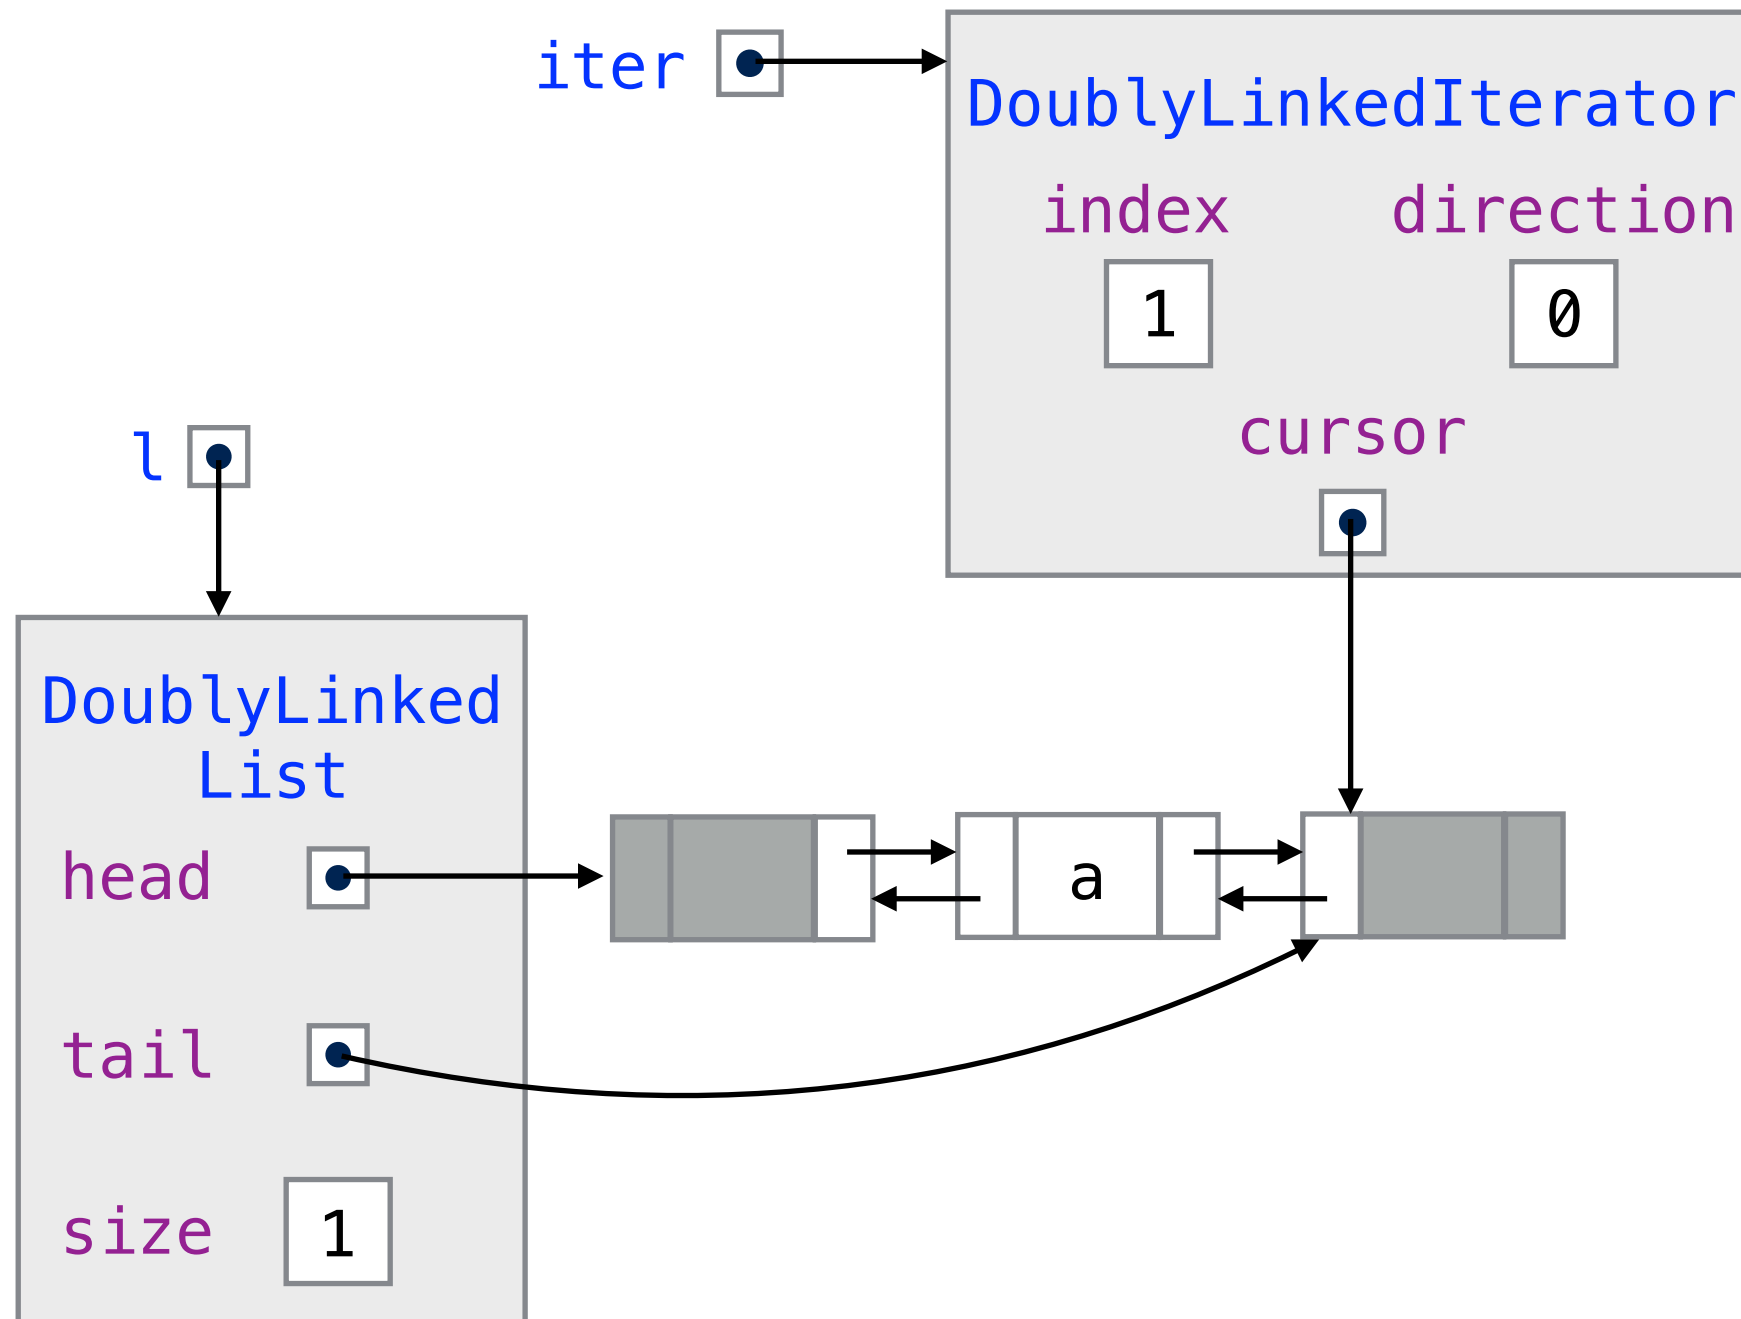 iter
DoublyLinkedIterator
index direction
1 0
cursor
l
DoublyLinked
List
head
a
tail
size 1